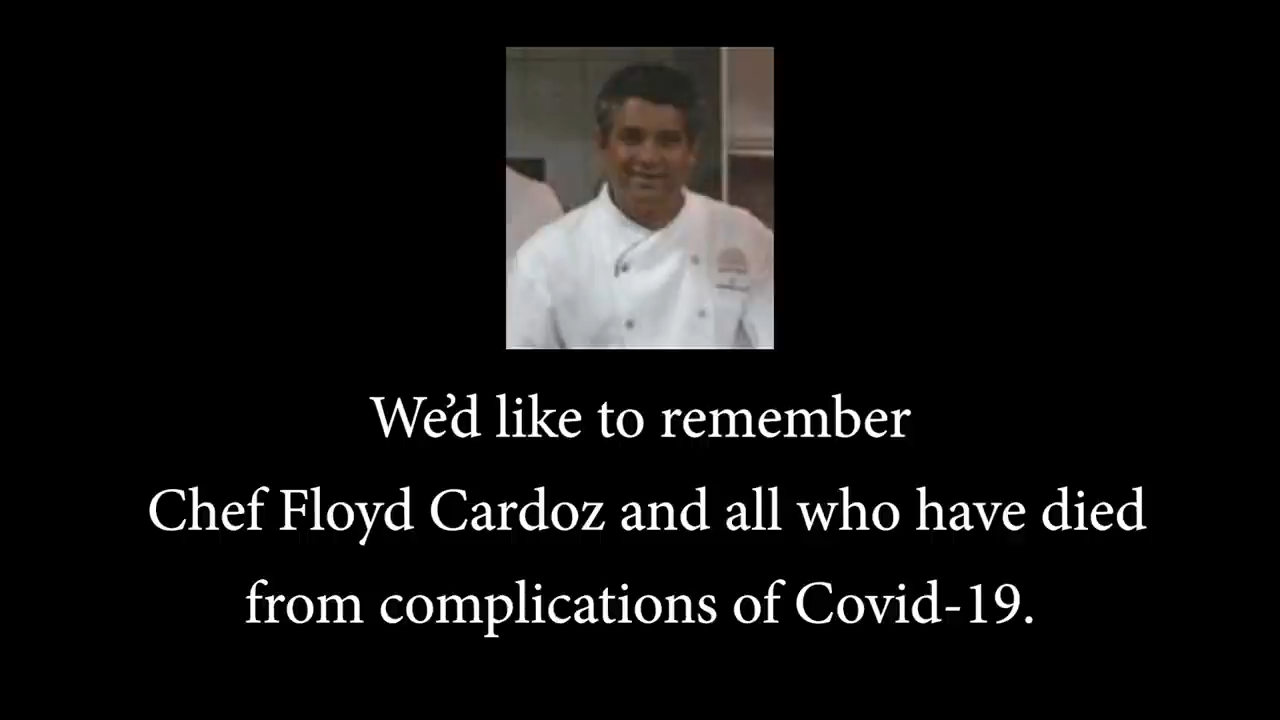 We'd like to remember
Chef Floyd Cardoz and all who have died
from complications of Covid-19.